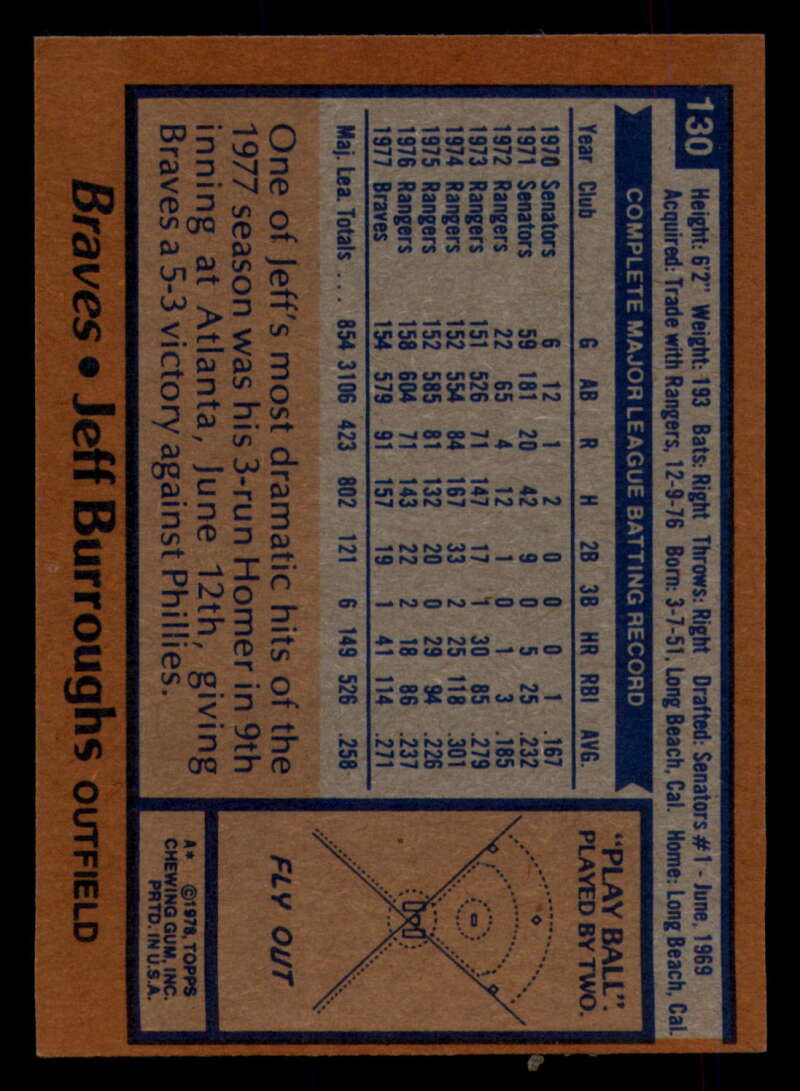 130
Height: 6'2" Weight: 193 Bats: Right Throws: Right Drafted: Senators #1 - June, 1969
Acquired: Trade with Rangers, 12-9-76 Born: 3-7-51, Long Beach, Cal. Home: Long Beach, Cal.
COMPLETE MAJOR LEAGUE BATTING RECORD
Year Club G AB R H 2B 3B HR RBI AVG.
1970 Senators 6 12 1 2 0 0 0 1 .167
1971 Senators 59 181 20 42 9 0 5 25 .232
1972 Rangers 22 65 4 12 1 0 1 3 .185
1973 Rangers 151 526 71 147 17 1 30 85 .279
1974 Rangers 152 554 84 167 33 2 25 118 .301
1975 Rangers 152 585 81 132 20 0 29 94 .226
1976 Rangers 158 604 71 143 22 2 18 86 .237
1977 Braves 154 579 91 157 19 1 41 114 .271
Maj. Lea. Totals ... 854 3106 423 802 121 6 149 526 .258
One of Jeff's most dramatic hits of the
1977 season was his 3-run Homer in 9th
inning at Atlanta, June 12th, giving
Braves a 5-3 victory against Phillies.
"PLAY BALL":
PLAYED BY TWO.
FLY OUT
A* ©1978, TOPPS
CHEWING GUM, INC.
PRTD. IN U.S.A.
Braves • Jeff Burroughs OUTFIELD